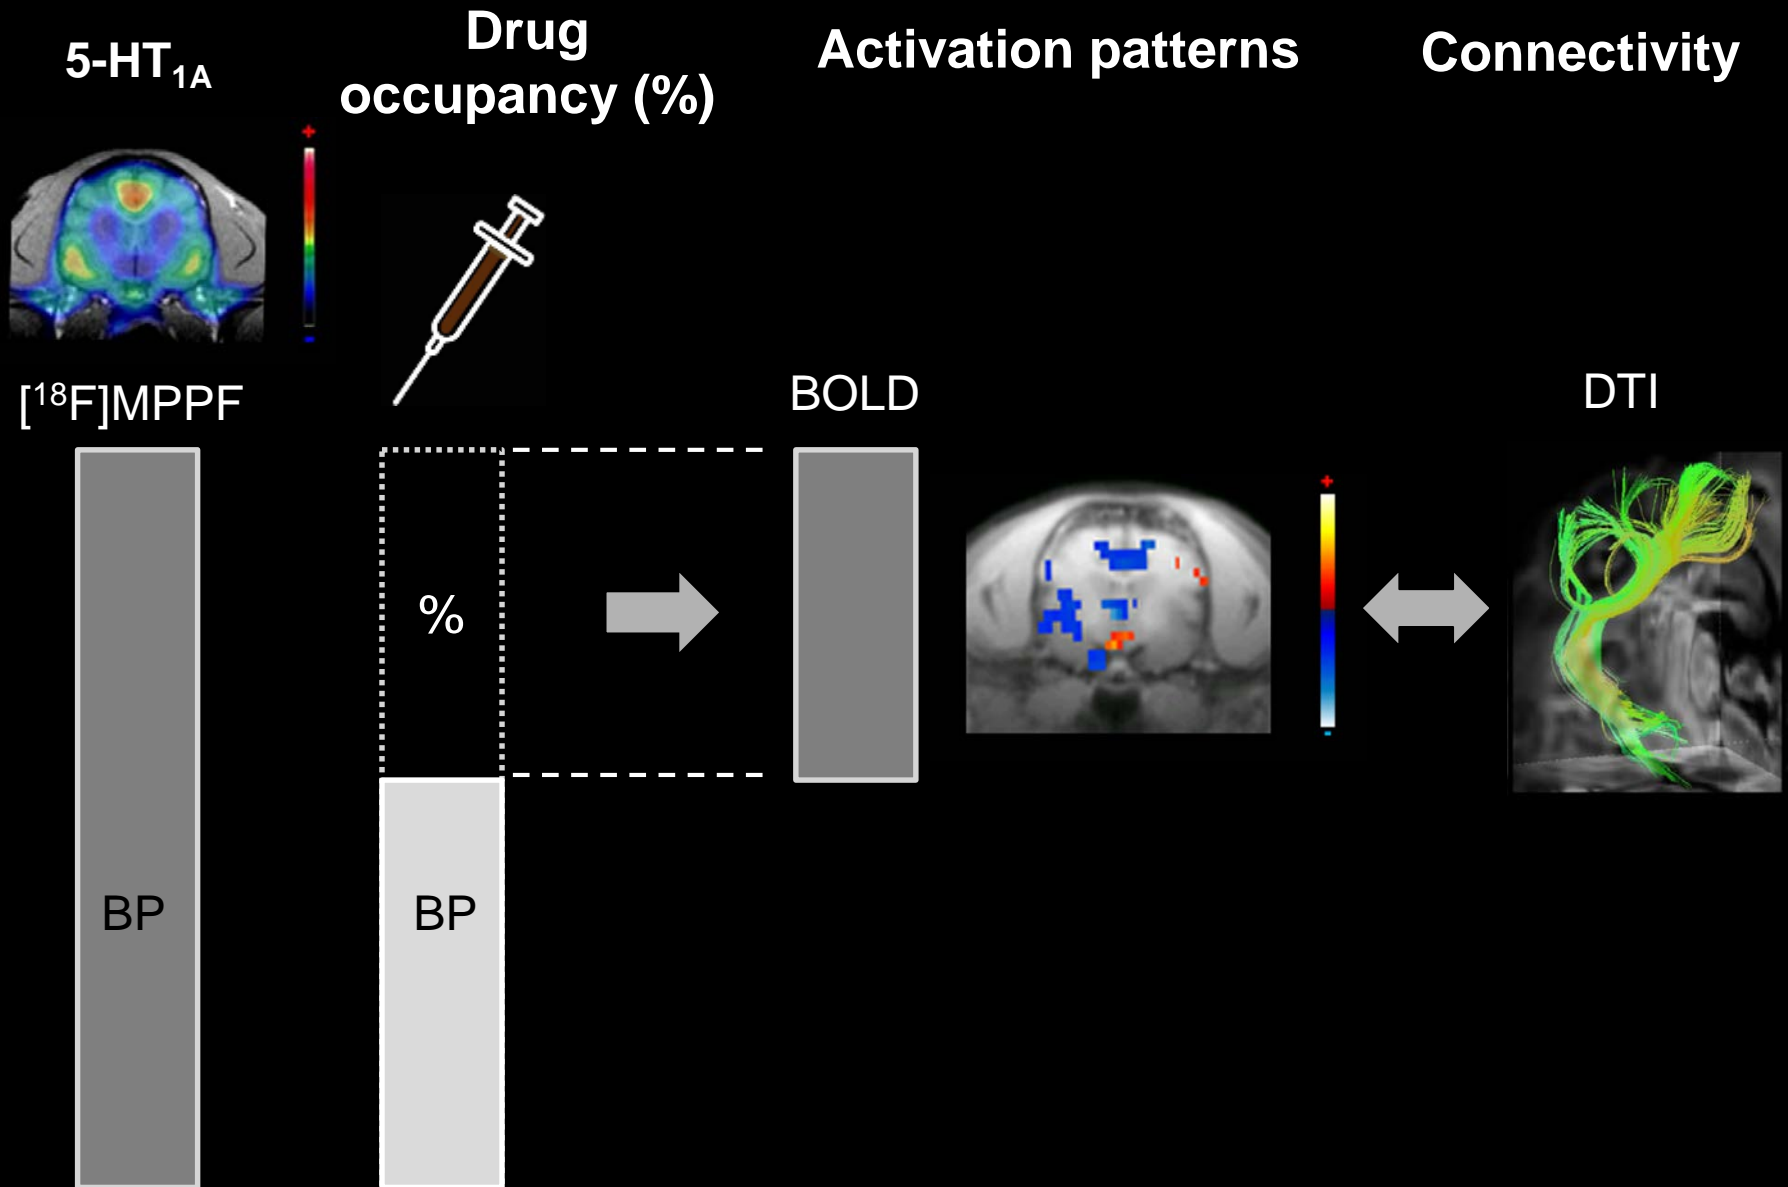 5-HT1A
Drug
occupancy (%)
Activation patterns
Connectivity
+
-
[18F]MPPF
BOLD
DTI
%
+
-
BP
BP